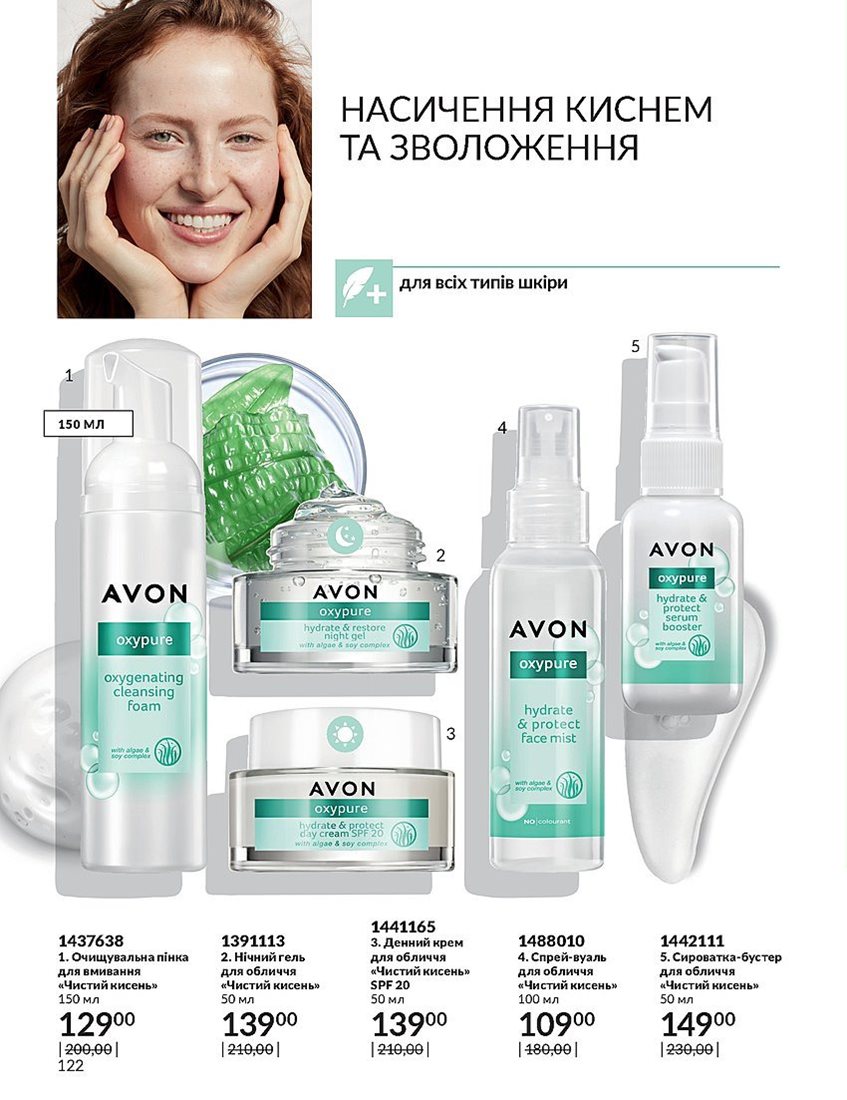 НАСИЧЕННЯ КИСНЕМ
ТА ЗВОЛОЖЕННЯ
для всіх типів шкіри
1
150 МЛ
AVON
oxypure
oxygenating
cleansing
foam
with algae &
soy complex
2
AVON
oxypure
hydrate & restore
night gel
with algae & soy complex
3
AVON
oxypure
hydrate & protect
day cream SPF 20
with algae & soy complex
4
AVON
oxypure
hydrate
& protect
face mist
with algae &
soy complex
NO colourant
5
AVON
oxypure
hydrate &
protect
serum
booster
with algae &
soy complex
1437638
1. Очищувальна пінка
для вмивання
«Чистий кисень»
150 мл
129 00
|200,00|
1391113
2. Нічний гель
для обличчя
«Чистий кисень»
50 мл
139 00
|210,00|
1441165
3. Денний крем
для обличчя
«Чистий кисень»
SPF 20
50 мл
139 00
|210,00|
1488010
4. Спрей-вуаль
для обличчя
«Чистий кисень»
100 мл
109 00
|180,00|
1442111
5. Сироватка-бустер
для обличчя
«Чистий кисень»
50 мл
149 00
|230,00|
122